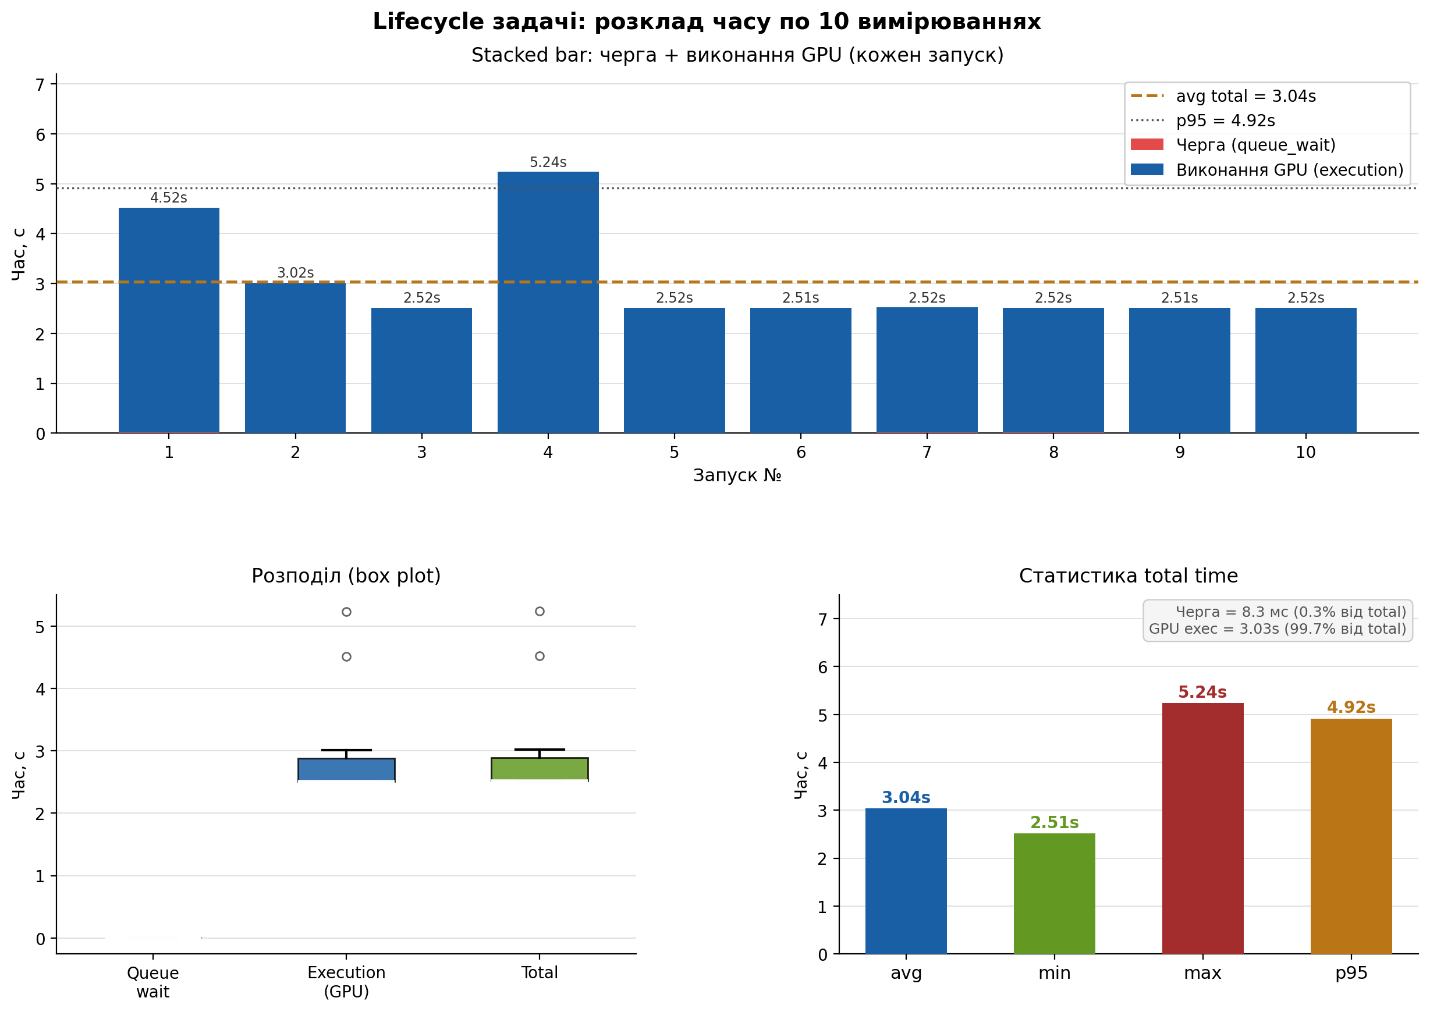 Lifecycle задачі: розклад часу по 10 вимірюваннях
Stacked bar: черга + виконання GPU (кожен запуск)
avg total = 3.04s
p95 = 4.92s
Черга (queue_wait)
Виконання GPU (execution)
Час, с
7
6
5
4
3
2
1
0
4.52s
3.02s
2.52s
5.24s
2.52s
2.51s
2.52s
2.52s
2.51s
2.52s
1 2 3 4 5 6 7 8 9 10
Запуск №
Розподіл (box plot)
Час, с
5
4
3
2
1
0
Queue wait
Execution (GPU)
Total
Статистика total time
Черга = 8.3 мс (0.3% від total)
GPU exec = 3.03s (99.7% від total)
Час, с
7
6
5
4
3
2
1
0
3.04s
2.51s
5.24s
4.92s
avg min max p95